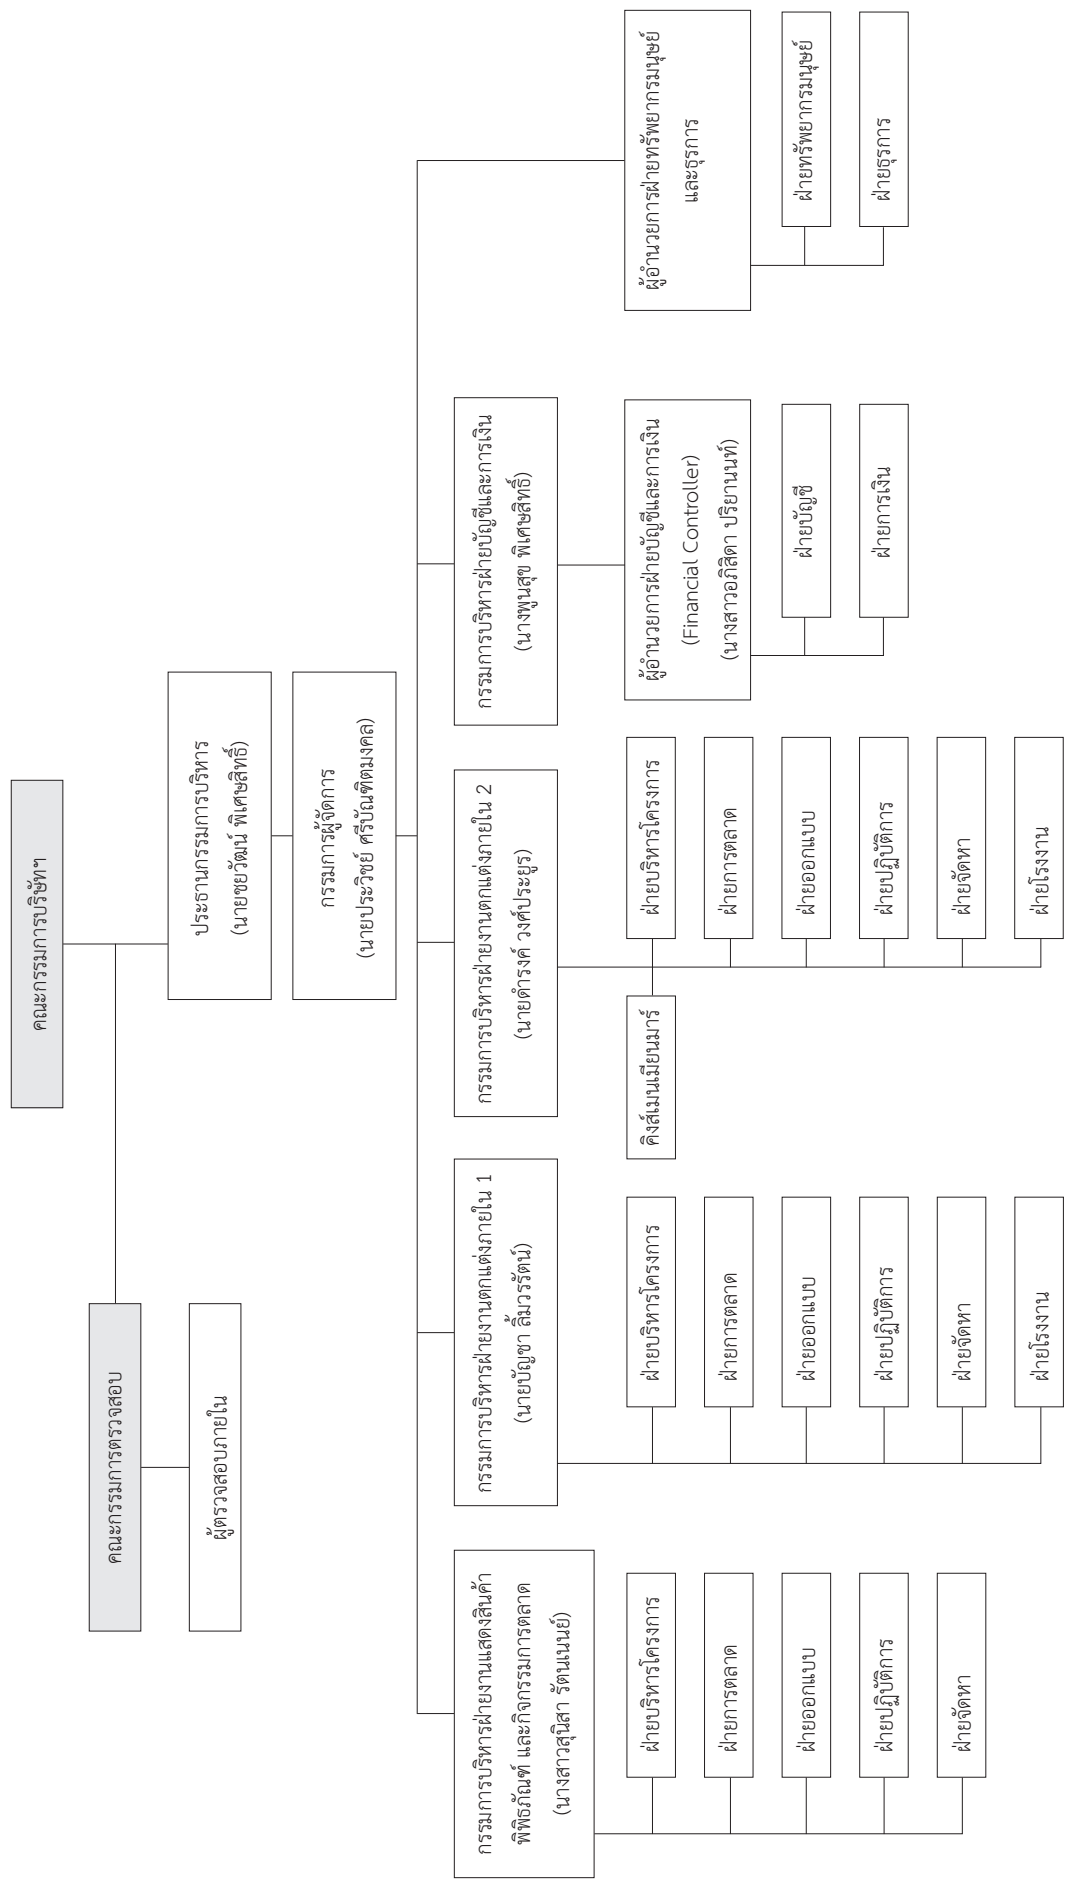 คณะกรรมการบริษัทฯ
คณะกรรมการตรวจสอบ
ผู้ตรวจสอบภายใน
ประธานกรรมการบริหาร
(นายชยวัฒน์ พิเศษสิทธิ์)
กรรมการผู้จัดการ
(นายประวิชย์ ศรีบัณฑิตมงคล)
กรรมการบริหารฝ่ายงานแสดงสินค้า
พิพิธภัณฑ์ และกิจกรรมการตลาด
(นางสาวสุนิสา รัตนเนนย์)
ฝ่ายบริหารโครงการ
ฝ่ายการตลาด
ฝ่ายออกแบบ
ฝ่ายปฏิบัติการ
ฝ่ายจัดหา
กรรมการบริหารฝ่ายงานตกแต่งภายใน 1
(นายบัญชา ลิ้มวรรัตน์)
ฝ่ายบริหารโครงการ
ฝ่ายการตลาด
ฝ่ายออกแบบ
ฝ่ายปฏิบัติการ
ฝ่ายจัดหา
ฝ่ายโรงงาน
กรรมการบริหารฝ่ายงานตกแต่งภายใน 2
(นายดำรงค์ วงศ์ประยูร)
คิงส์เมนเมียนมาร์
ฝ่ายบริหารโครงการ
ฝ่ายการตลาด
ฝ่ายออกแบบ
ฝ่ายปฏิบัติการ
ฝ่ายจัดหา
ฝ่ายโรงงาน
กรรมการบริหารฝ่ายบัญชีและการเงิน
(นางพูนสุข พิเศษสิทธิ์)
ผู้อำนวยการฝ่ายบัญชีและการเงิน
(Financial Controller)
(นางสาวอภิสิดา ปริยานนท์)
ฝ่ายบัญชี
ฝ่ายการเงิน
ผู้อำนวยการฝ่ายทรัพยากรมนุษย์
และธุรการ
ฝ่ายทรัพยากรมนุษย์
ฝ่ายธุรการ